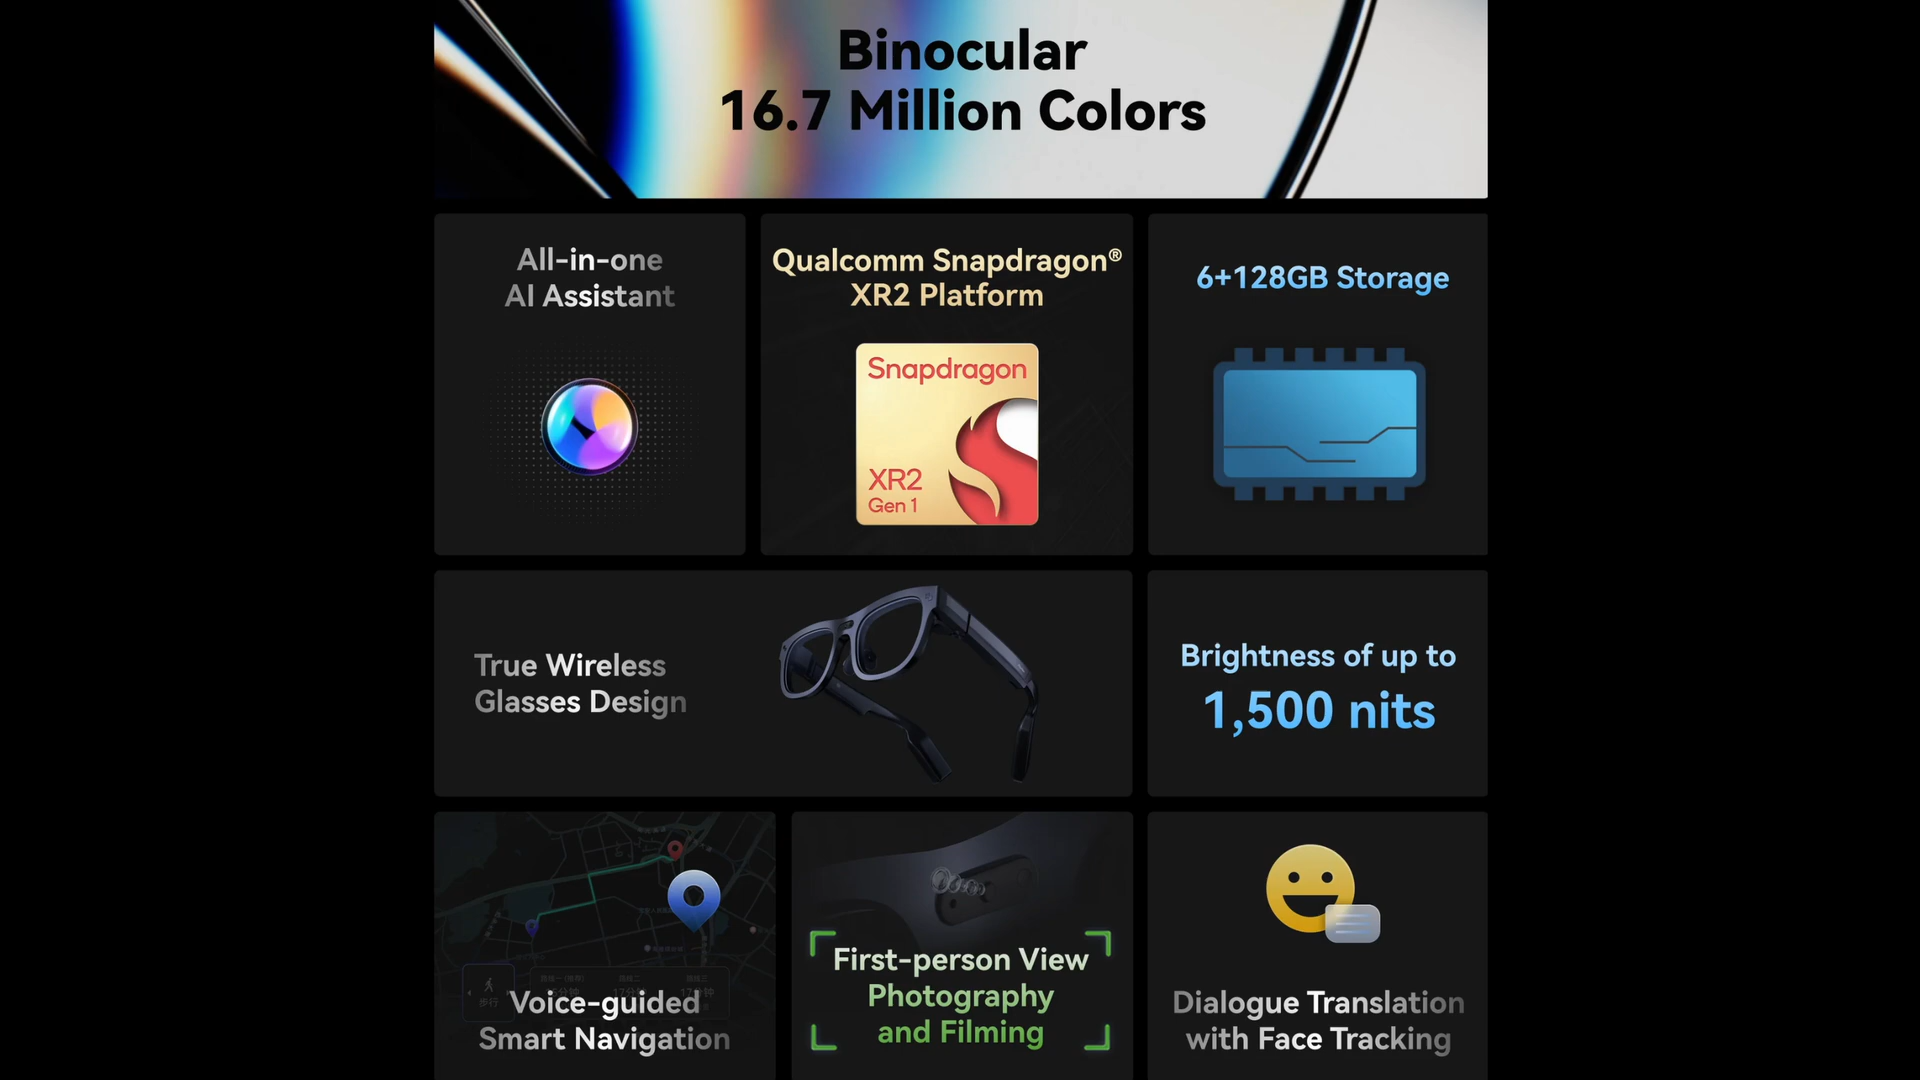 Binocular
16.7 Million Colors
All-in-one
AI Assistant
Qualcomm Snapdragon®
XR2 Platform
Snapdragon
XR2
Gen 1
6+128GB Storage
True Wireless
Glasses Design
Brightness of up to
1,500 nits
步行
Voice-guided
Smart Navigation
First-person View
Photography
and Filming
Dialogue Translation
with Face Tracking